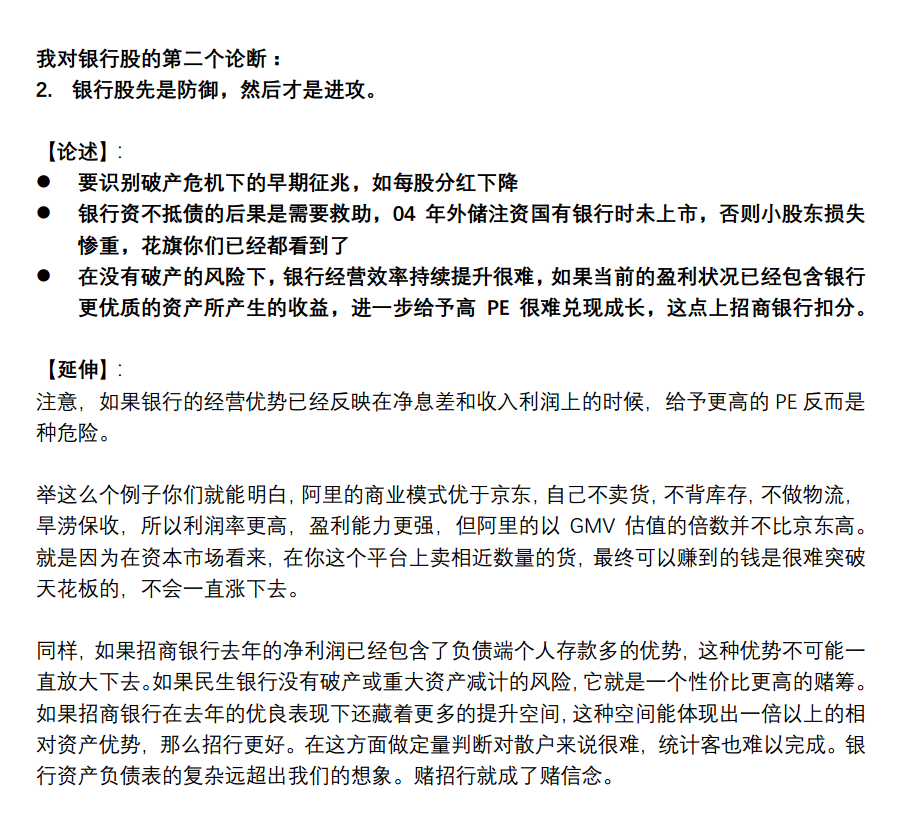 我对银行股的第二个论断：
2. 银行股先是防御，然后才是进攻。
【论述】:
● 要识别破产危机下的早期征兆，如每股分红下降
● 银行资不抵债的后果是需要救助，04 年外储注资国有银行时未上市，否则小股东损失
惨重，花旗你们已经都看到了
● 在没有破产的风险下，银行经营效率持续提升很难，如果当前的盈利状况已经包含银行
更优质的资产所产生的收益，进一步给予高 PE 很难兑现成长，这点上招商银行扣分。
【延伸】:
注意，如果银行的经营优势已经反映在净息差和收入利润上的时候，给予更高的 PE 反而是
种危险。
举这么个例子你们就能明白，阿里的商业模式优于京东，自己不卖货，不背库存，不做物流，
旱涝保收，所以利润率更高，盈利能力更强，但阿里的以 GMV 估值的倍数并不比京东高。
就是因为在资本市场看来，在你这个平台上卖相近数量的货，最终可以赚到的钱是很难突破
天花板的，不会一直涨下去。
同样，如果招商银行去年的净利润已经包含了负债端个人存款多的优势，这种优势不可能一
直放大下去。如果民生银行没有破产或重大资产减计的风险，它就是一个性价比更高的赌筹。
如果招商银行在去年的优良表现下还藏着更多的提升空间，这种空间能体现出一倍以上的相
对资产优势，那么招行更好。在这方面做定量判断对散户来说很难，统计客也难以完成。银
行资产负债表的复杂远超出我们的想象。赌招行就成了赌信念。